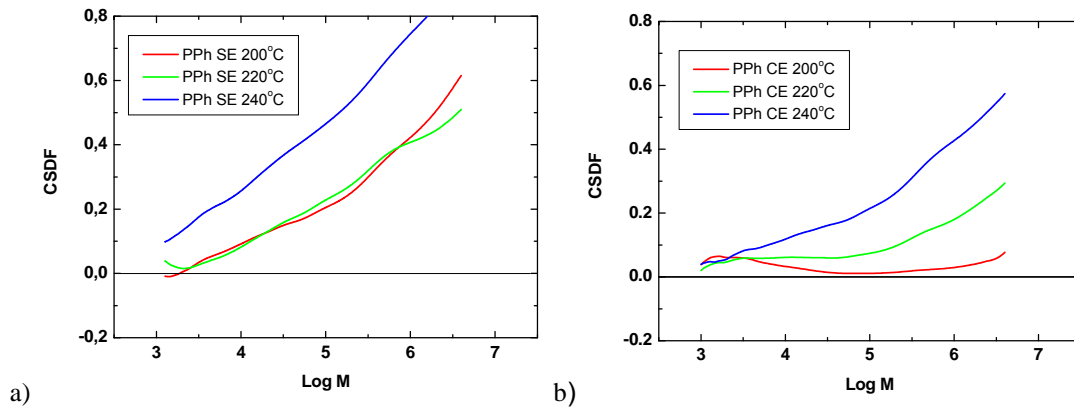 0,8
0,6
0,4
0,2
0,0
-0,2
CSDF
PPh SE 200°C
PPh SE 220°C
PPh SE 240°C
3 4 5 6 7
Log M
a)
0.8
0.6
0.4
0.2
0.0
-0.2
CSDF
PPh CE 200°C
PPh CE 220°C
PPh CE 240°C
3 4 5 6 7
Log M
b)